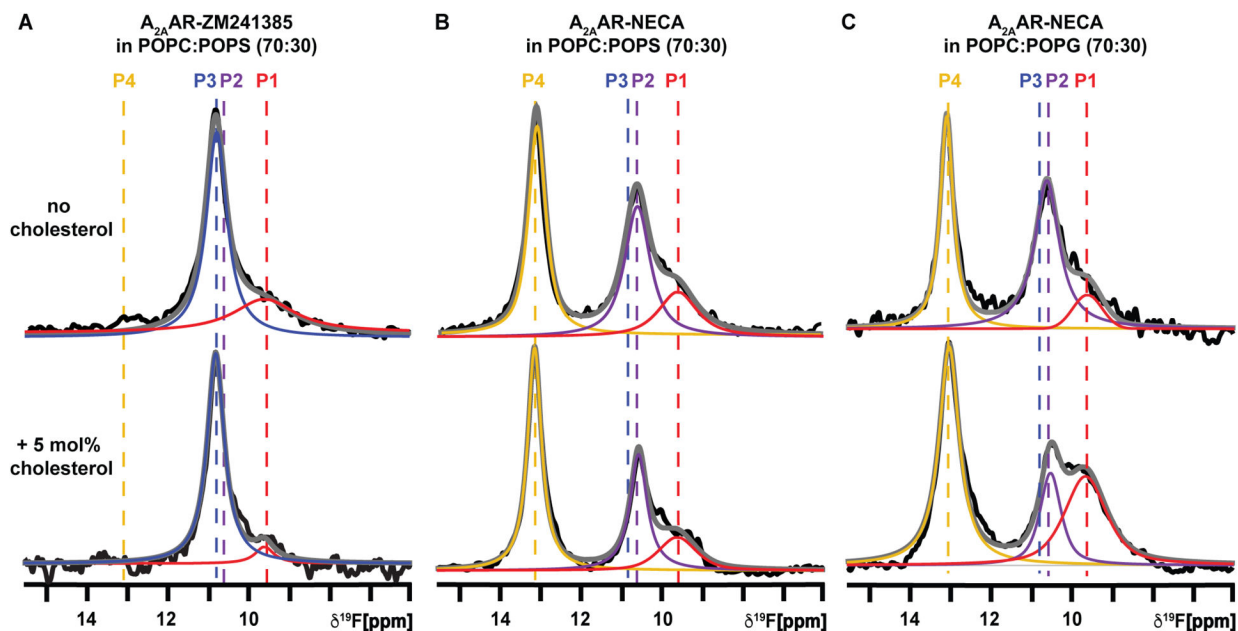 A
A2AAR-ZM241385
in POPC:POPS (70:30)
B
A2AAR-NECA
in POPC:POPS (70:30)
C
A2AAR-NECA
in POPC:POPG (70:30)
P4 P3 P2 P1
P4 P3 P2 P1
P4 P3 P2 P1
no
cholesterol
+ 5 mol%
cholesterol
14 12 10 δ19F[ppm]
14 12 10 δ19F[ppm]
14 12 10 δ19F[ppm]